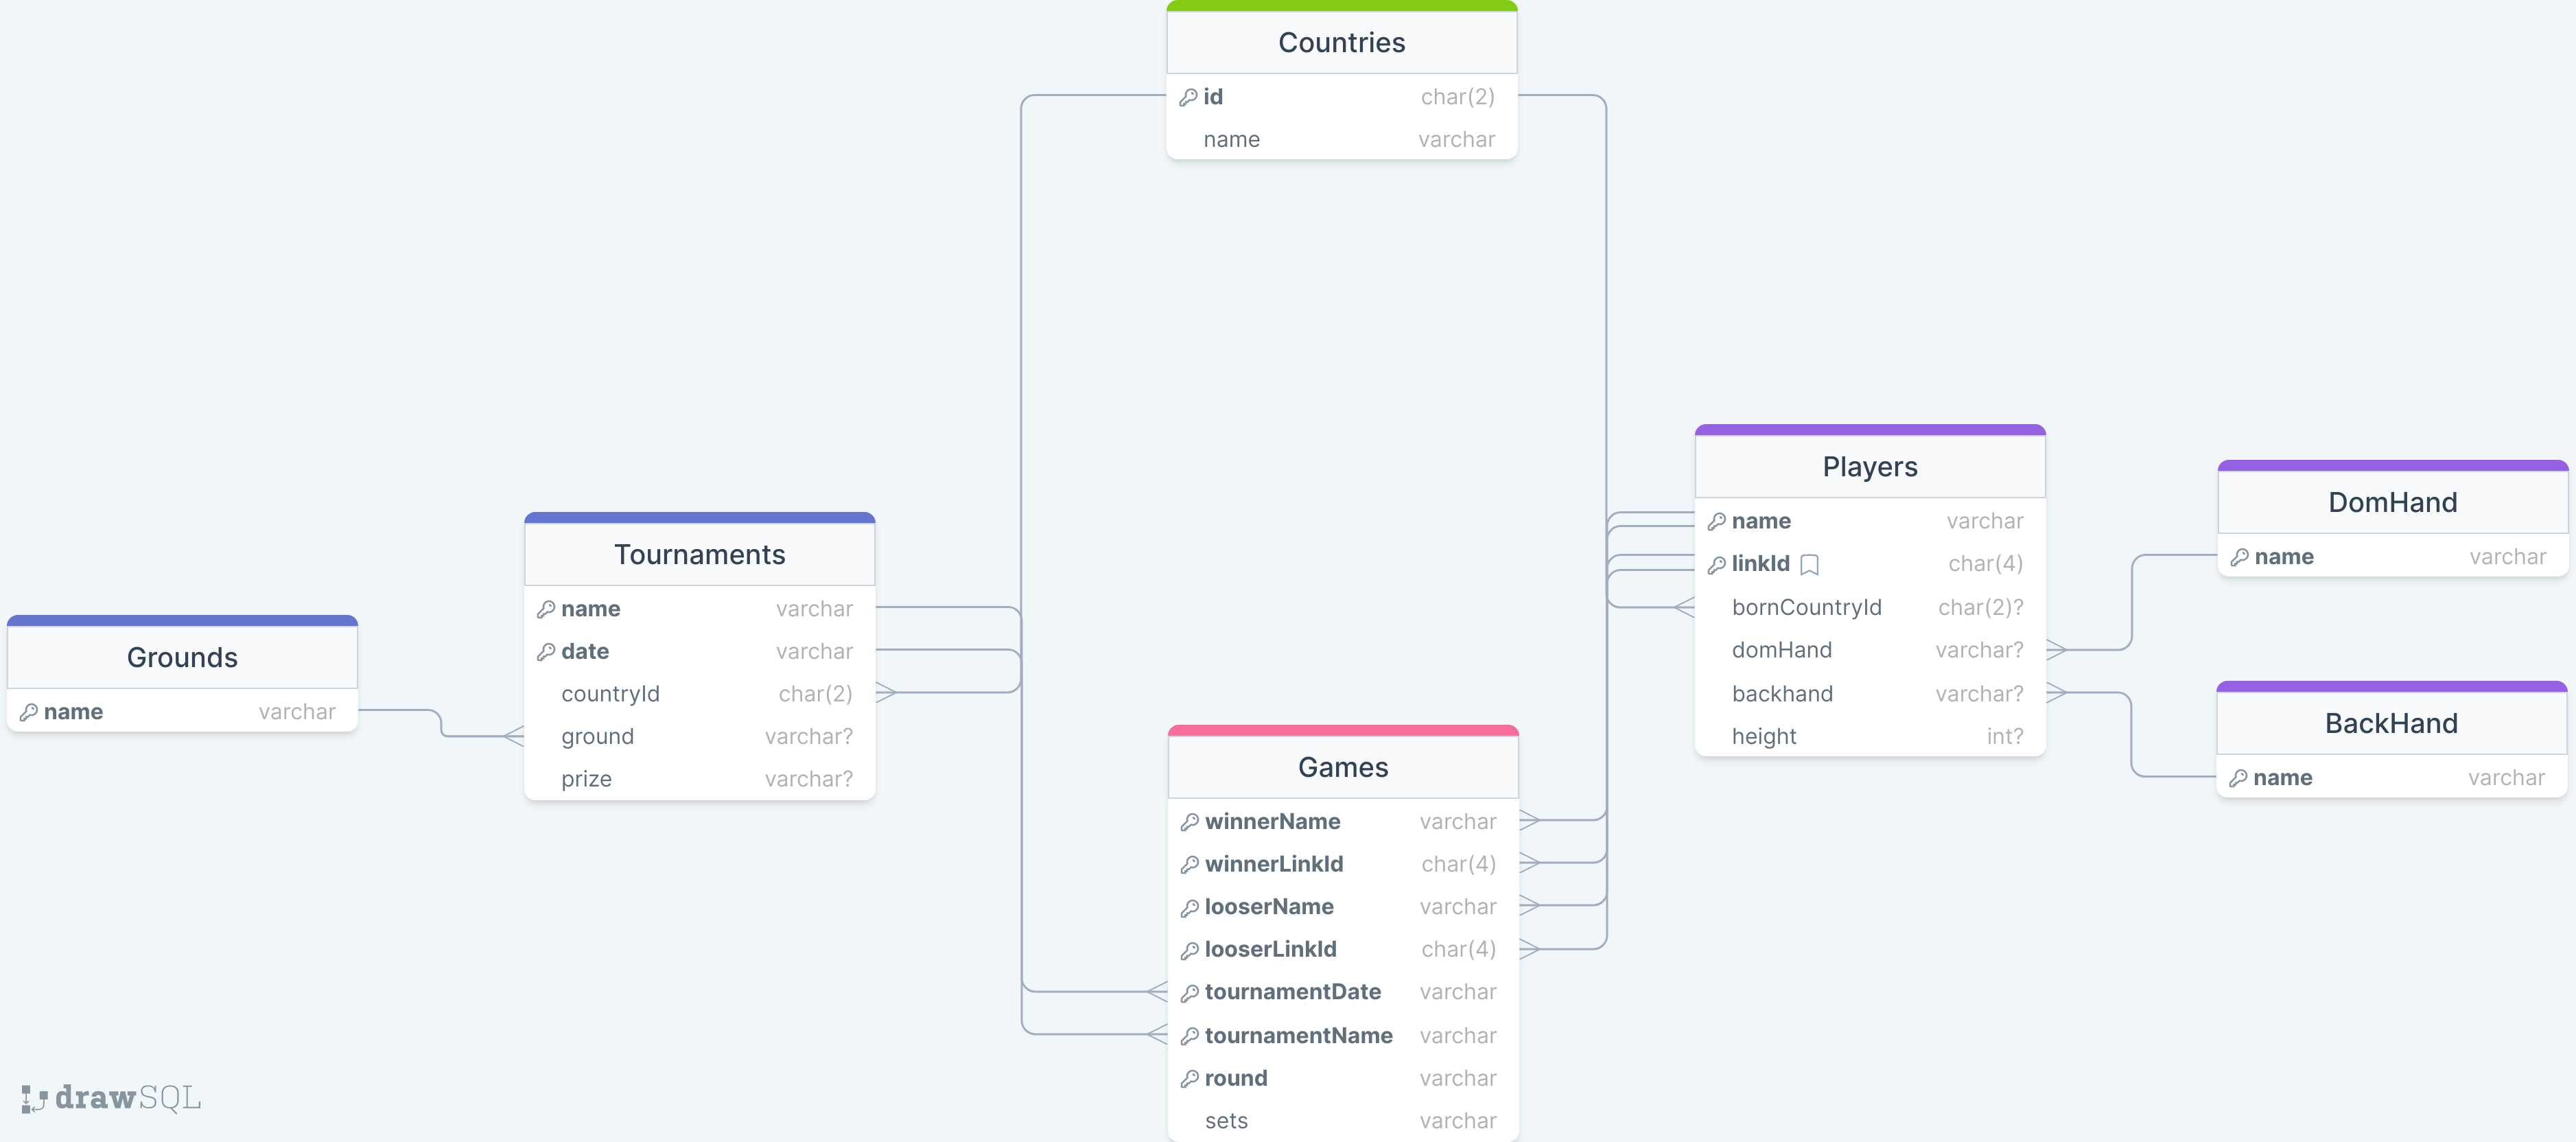 Countries
id char(2)
name varchar
Players
name varchar
linkId char(4)
bornCountryId char(2)?
domHand varchar?
backhand varchar?
height int?
DomHand
name varchar
BackHand
name varchar
Tournaments
name varchar
date varchar
countryId char(2)
ground varchar?
prize varchar?
Grounds
name varchar
Games
winnerName varchar
winnerLinkId char(4)
looserName varchar
looserLinkId char(4)
tournamentDate varchar
tournamentName varchar
round varchar
sets varchar
drawSQL